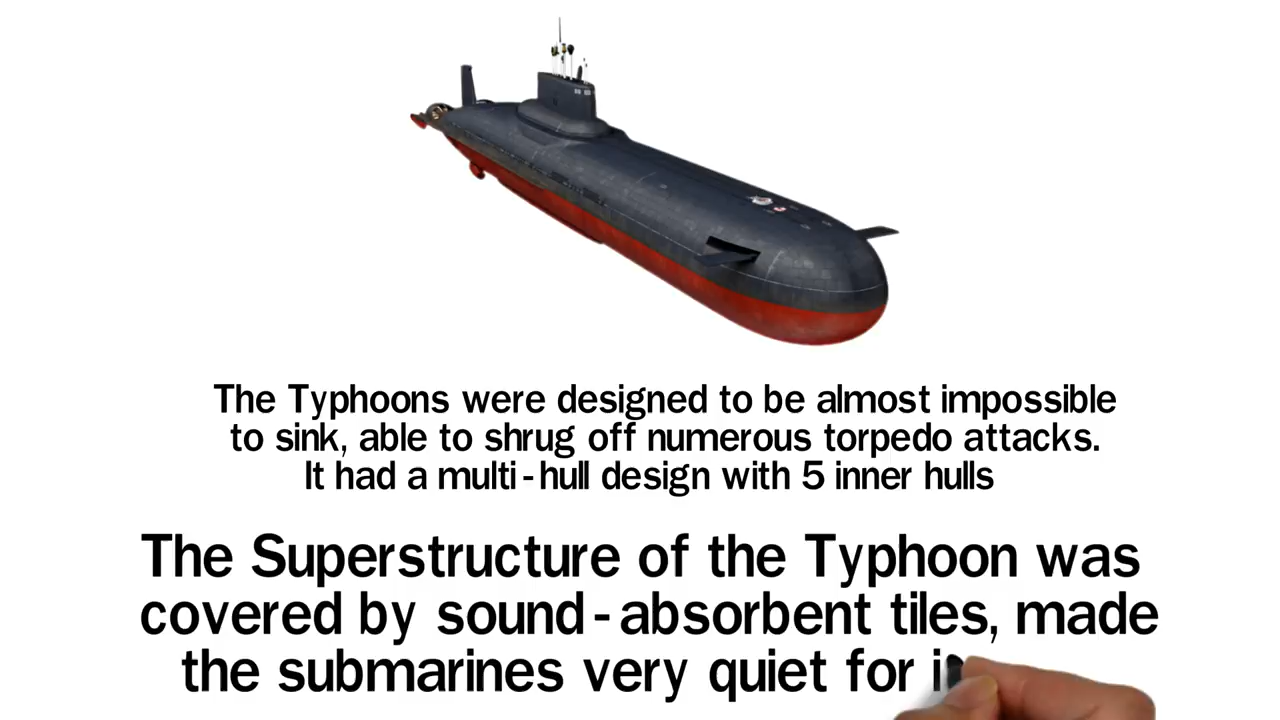 The Typhoons were designed to be almost impossible
to sink, able to shrug off numerous torpedo attacks.
It had a multi-hull design with 5 inner hulls
The Superstructure of the Typhoon was
covered by sound-absorbent tiles, made
the submarines very quiet for